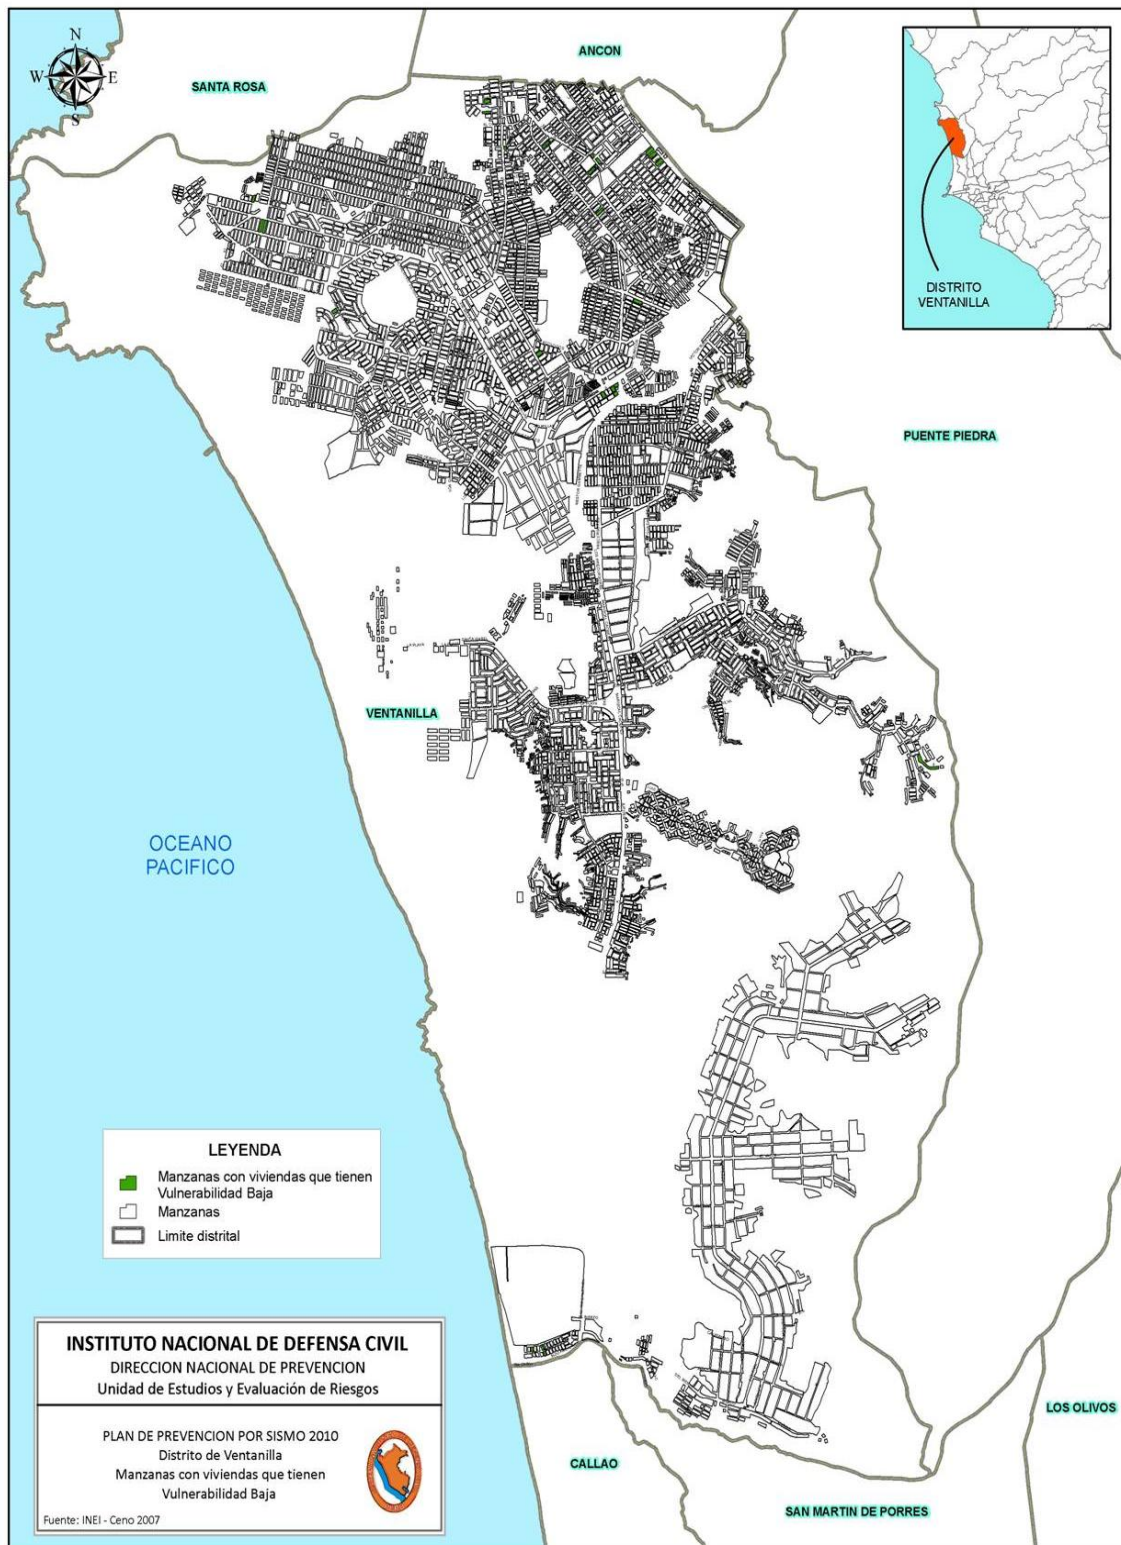 N
W E
S
SANTA ROSA
ANCON
DISTRITO
VENTANILLA
PUENTE PIEDRA
VENTANILLA
OCEANO
PACIFICO
LEYENDA
Manzanas con viviendas que tienen
Vulnerabilidad Baja
Manzanas
Limite distrital
INSTITUTO NACIONAL DE DEFENSA CIVIL
DIRECCION NACIONAL DE PREVENCION
Unidad de Estudios y Evaluación de Riesgos
PLAN DE PREVENCION POR SISMO 2010
Distrito de Ventanilla
Manzanas con viviendas que tienen
Vulnerabilidad Baja
Fuente: INEI - Ceno 2007
CALLAO
LOS OLIVOS
SAN MARTIN DE PORRES